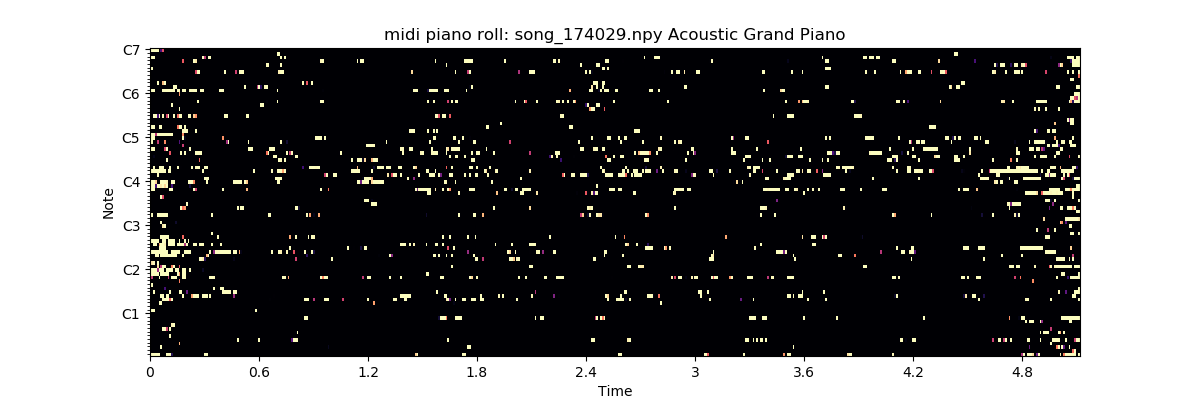 midi piano roll: song_174029.npy Acoustic Grand Piano
C7
C6
C5
C4
C3
C2
C1
Note
0 0.6 1.2 1.8 2.4 3 3.6 4.2 4.8
Time